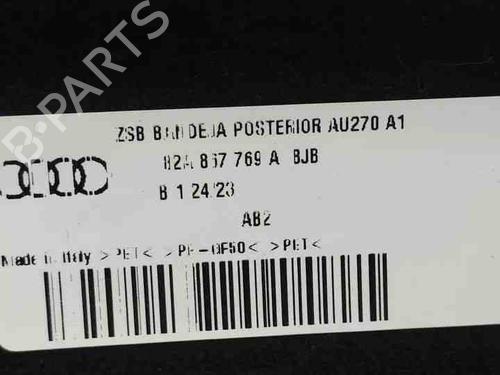 B-PARTS
ZSB BANDEJA POSTERIOR AU270 A1
82A 867 769 A BJB
B 1 24/23
AB2
Made in Italy >PET< >PP-GF50< >PET<